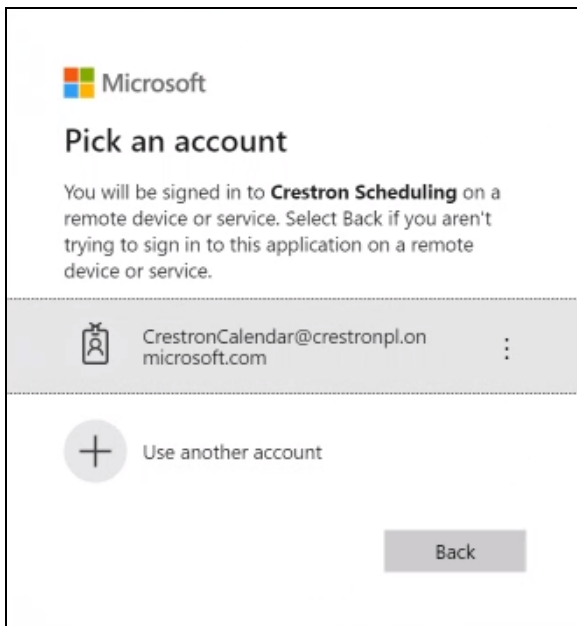 Microsoft
Pick an account
You will be signed in to Crestron Scheduling on a
remote device or service. Select Back if you aren't
trying to sign in to this application on a remote
device or service.
CrestronCalendar@crestronpl.on
microsoft.com
Use another account
Back